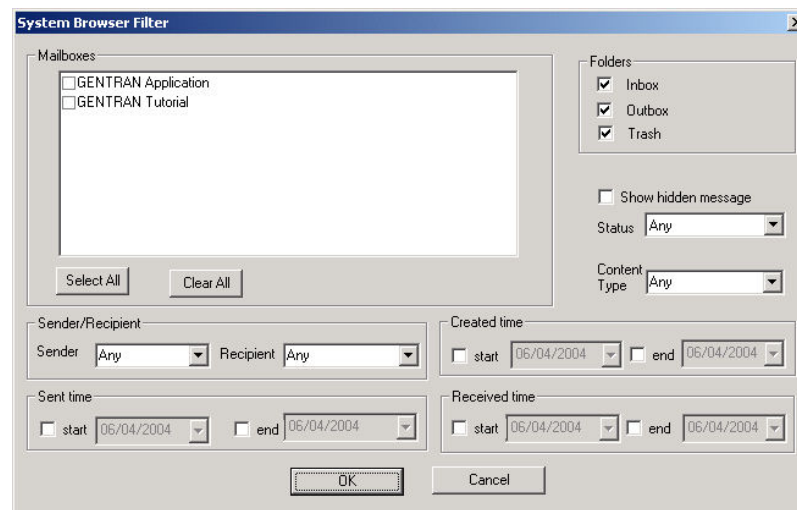 System Browser Filter
Mailboxes
GENTRAN Application
GENTRAN Tutorial
Select All
Clear All
Folders
Inbox
Outbox
Trash
Show hidden message
Status Any
Content Type Any
Sender/Recipient
Sender Any Recipient Any
Created time
start 06/04/2004 end 06/04/2004
Sent time
start 06/04/2004 end 06/04/2004
Received time
start 06/04/2004 end 06/04/2004
OK
Cancel